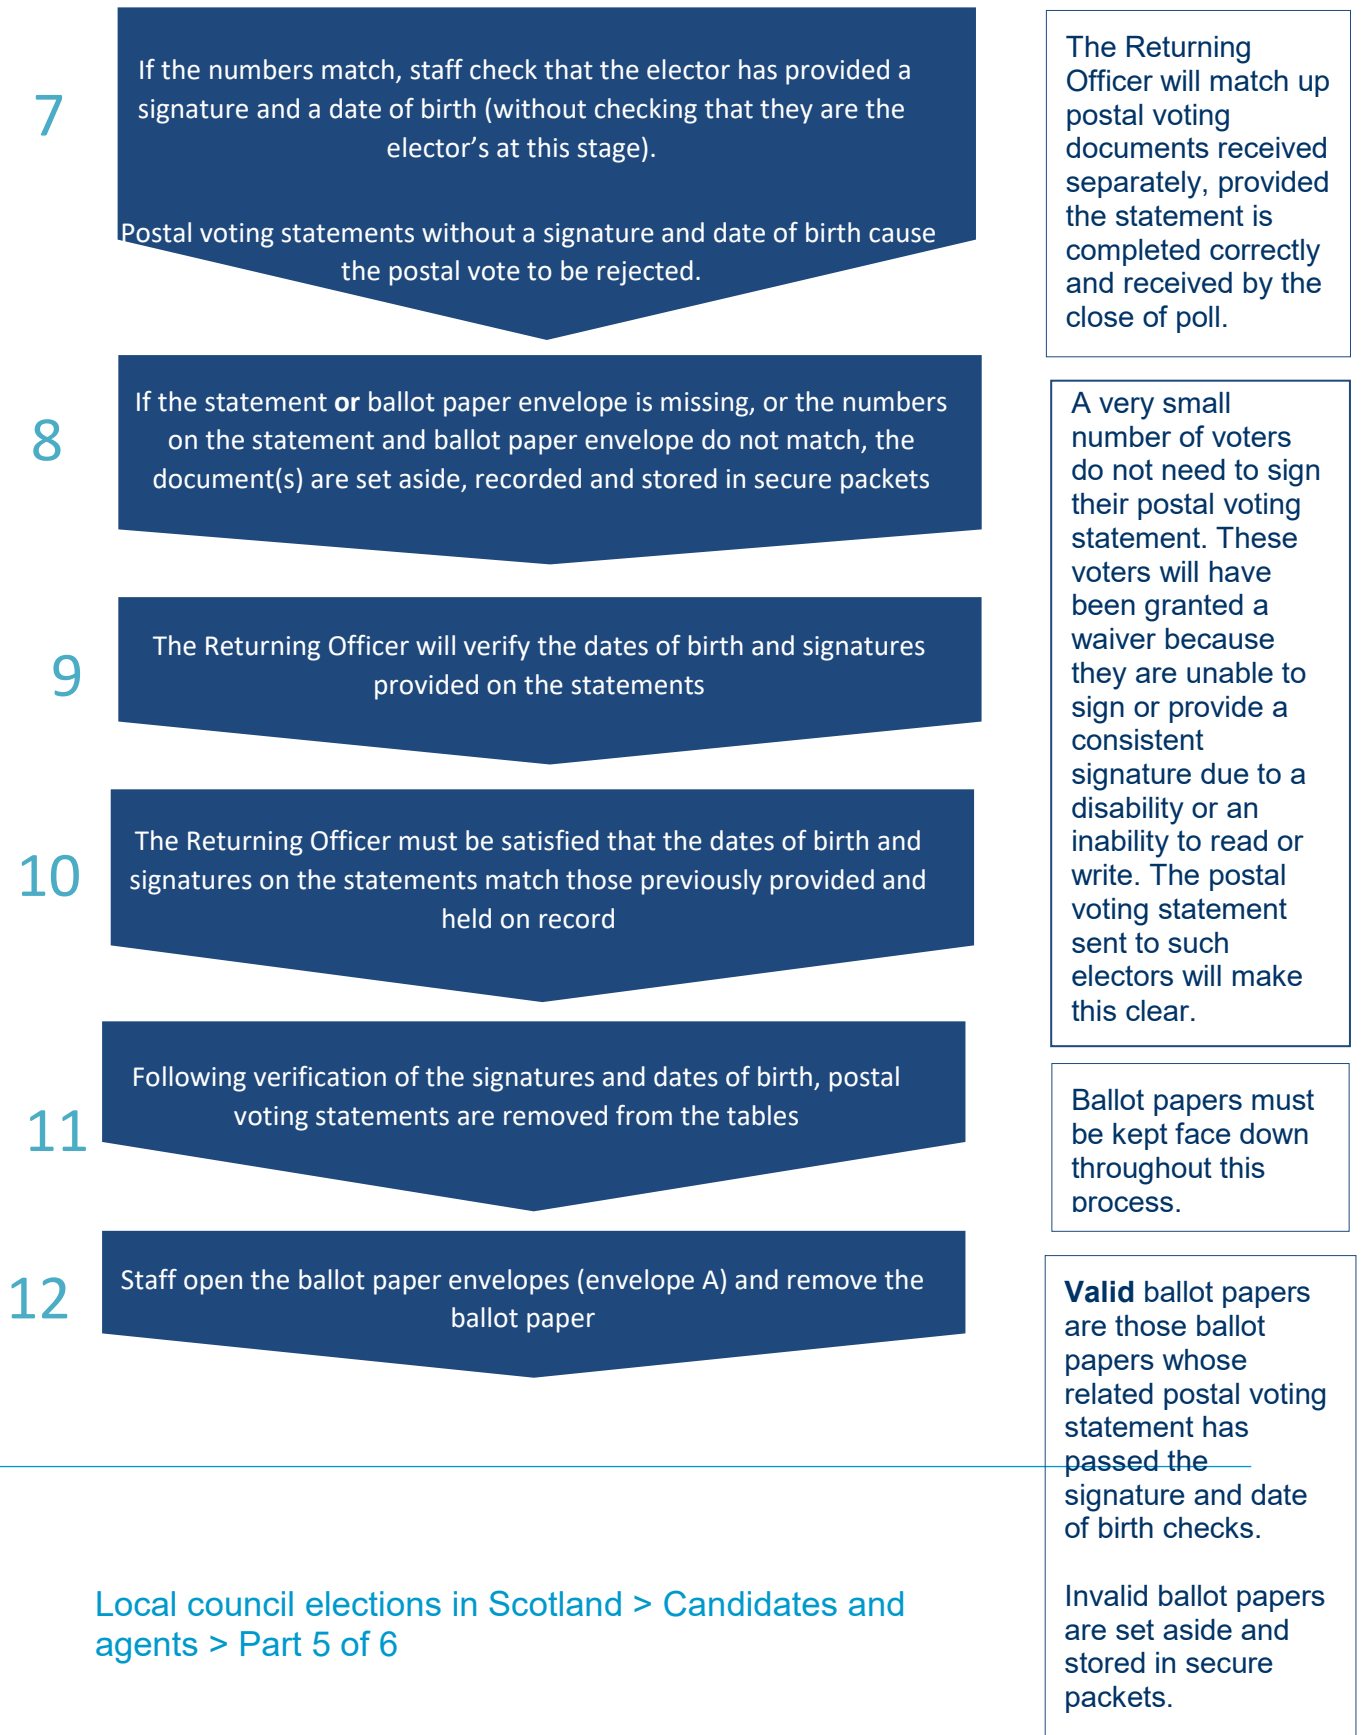 7
If the numbers match, staff check that the elector has provided a
signature and a date of birth (without checking that they are the
elector’s at this stage).
Postal voting statements without a signature and date of birth cause
the postal vote to be rejected.
The Returning
Officer will match up
postal voting
documents received
separately, provided
the statement is
completed correctly
and received by the
close of poll.
8
If the statement or ballot paper envelope is missing, or the numbers
on the statement and ballot paper envelope do not match, the
document(s) are set aside, recorded and stored in secure packets
A very small
number of voters
do not need to sign
their postal voting
statement. These
voters will have
been granted a
waiver because
they are unable to
sign or provide a
consistent
signature due to a
disability or an
inability to read or
write. The postal
voting statement
sent to such
electors will make
this clear.
9
The Returning Officer will verify the dates of birth and signatures
provided on the statements
10
The Returning Officer must be satisfied that the dates of birth and
signatures on the statements match those previously provided and
held on record
11
Following verification of the signatures and dates of birth, postal
voting statements are removed from the tables
Ballot papers must
be kept face down
throughout this
process.
12
Staff open the ballot paper envelopes (envelope A) and remove the
ballot paper
Valid ballot papers
are those ballot
papers whose
related postal voting
statement has
passed the
signature and date
of birth checks.
Invalid ballot papers
are set aside and
stored in secure
packets.
Local council elections in Scotland > Candidates and
agents > Part 5 of 6